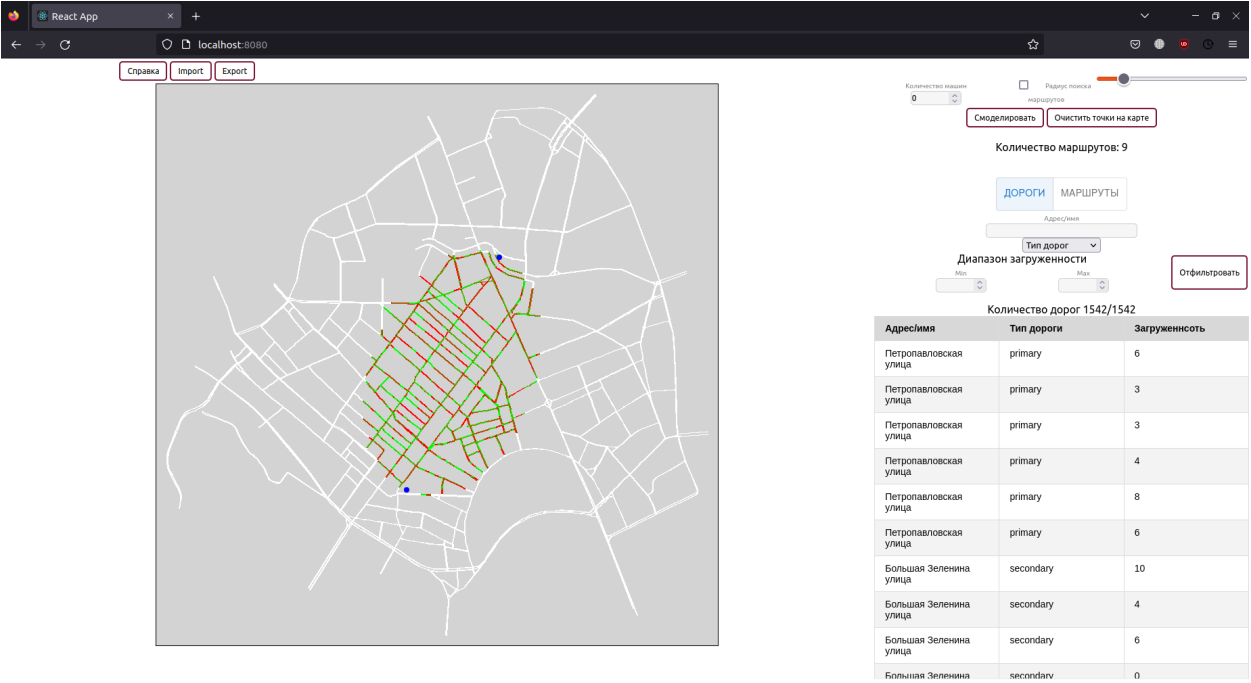 React App
localhost:8080
Справка Import Export
Количество машин
0
Радиус поиска
маршрутов
Смоделировать Очистить точки на карте
Количество маршрутов: 9
ДОРОГИ МАРШРУТЫ
Адрес/имя
Тип дорог
Диапазон загруженности
Min Max
Отфильтровать
Количество дорог 1542/1542
Адрес/имя Тип дороги Загруженнсоть
Петропавловская
улица primary 6
Петропавловская
улица primary 3
Петропавловская
улица primary 3
Петропавловская
улица primary 4
Петропавловская
улица primary 8
Петропавловская
улица primary 6
Большая Зеленина
улица secondary 10
Большая Зеленина
улица secondary 4
Большая Зеленина
улица secondary 6
Большая Зеленина secondary 0